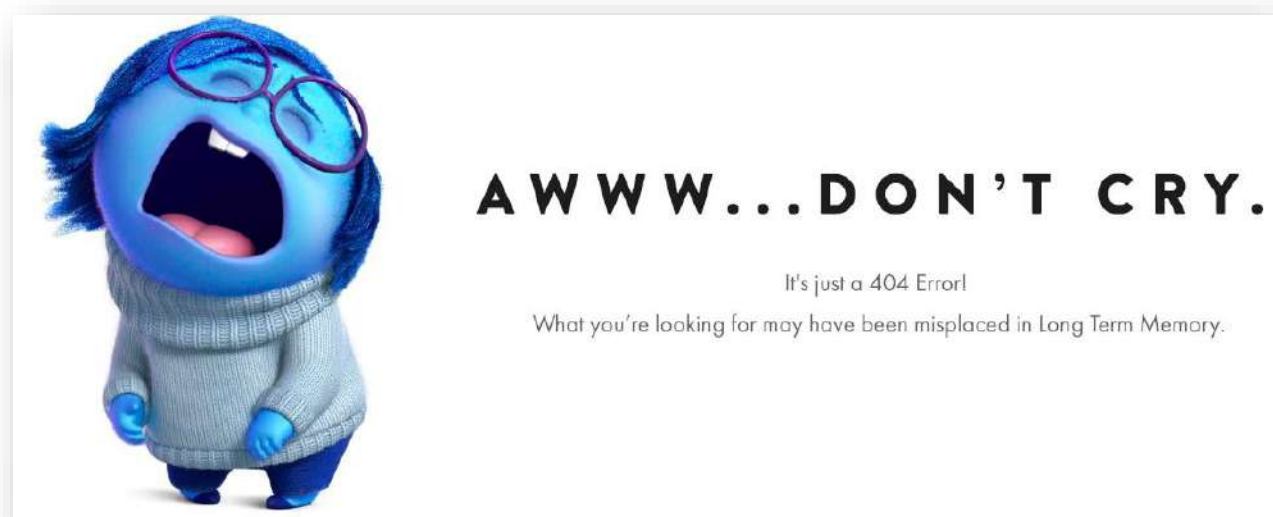 AWWW...DON'T CRY.
It's just a 404 Error!
What you're looking for may have been misplaced in Long Term Memory.